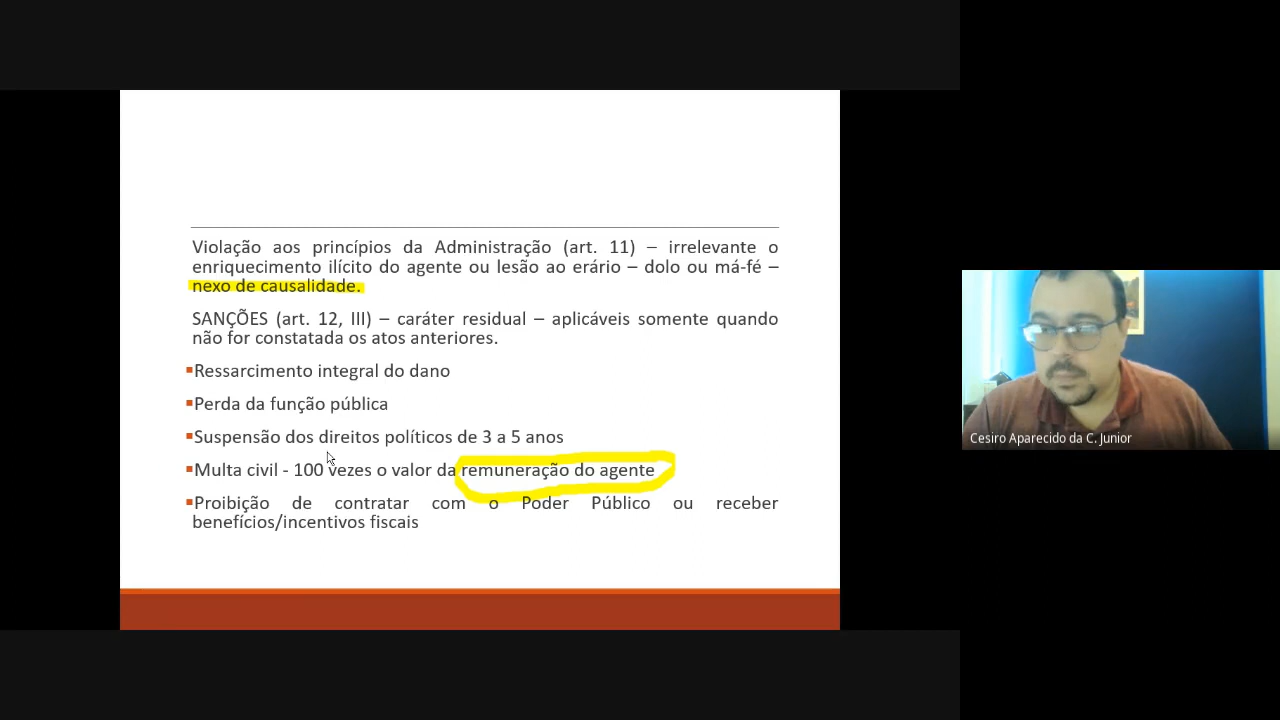 Violação aos princípios da Administração (art. 11) – irrelevante o
enriquecimento ilícito do agente ou lesão ao erário – dolo ou má-fé –
nexo de causalidade.
SANÇÕES (art. 12, III) – caráter residual – aplicáveis somente quando
não for constatada os atos anteriores.
▪Ressarcimento integral do dano
▪Perda da função pública
▪Suspensão dos direitos políticos de 3 a 5 anos
▪Multa civil - 100 vezes o valor da remuneração do agente
▪Proibição de contratar com o Poder Público ou receber
benefícios/incentivos fiscais
Cesiro Aparecido da C. Junior